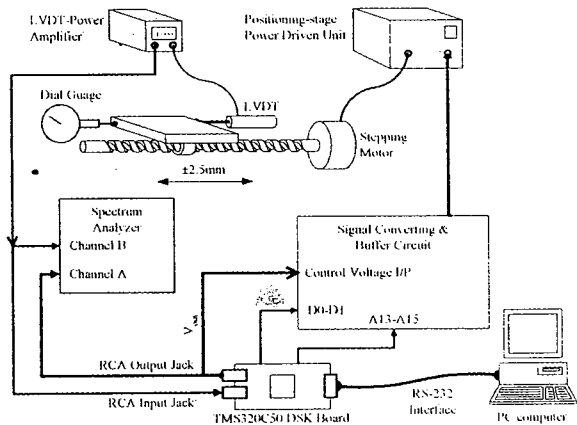 LVDT-Power
Amplifier
Positioning-stage
Power Driven Unit
Dial Guage
LVDT
Stepping
Motor
±2.5mm
Spectrum
Analyzer
Channel B
Channel A
Signal Converting &
Buffer Circuit
Control Voltage I/P
D0-D1
A13-A15
RCA Output Jack
RCA Input Jack
TMS320C50 DSK Board
RS-232
Interface
PC computer